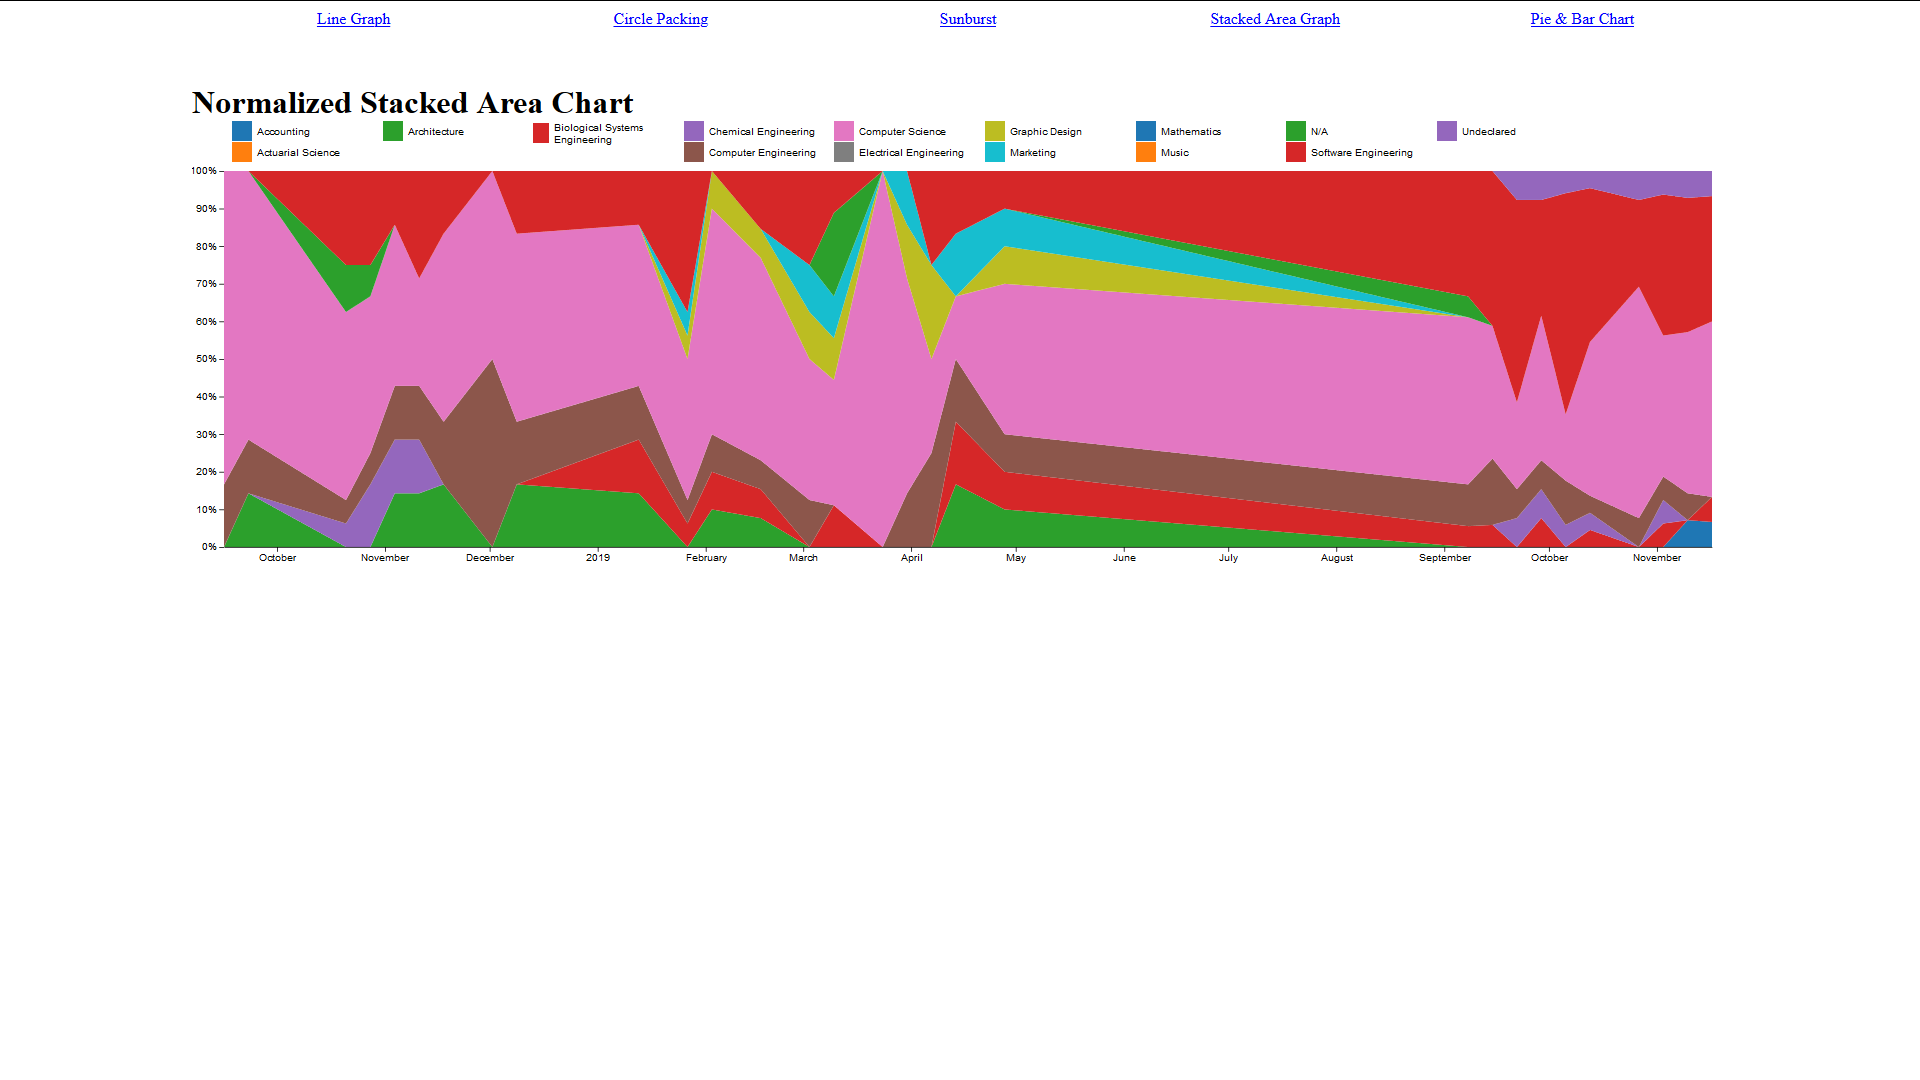 Line Graph Circle Packing Sunburst Stacked Area Graph Pie & Bar Chart
Normalized Stacked Area Chart
Accounting Architecture Biological Systems Engineering Chemical Engineering Computer Science Graphic Design Mathematics N/A Undeclared
Actuarial Science Computer Engineering Electrical Engineering Marketing Music Software Engineering
100%
90%
80%
70%
60%
50%
40%
30%
20%
10%
0%
October November December 2019 February March April May June July August September October November